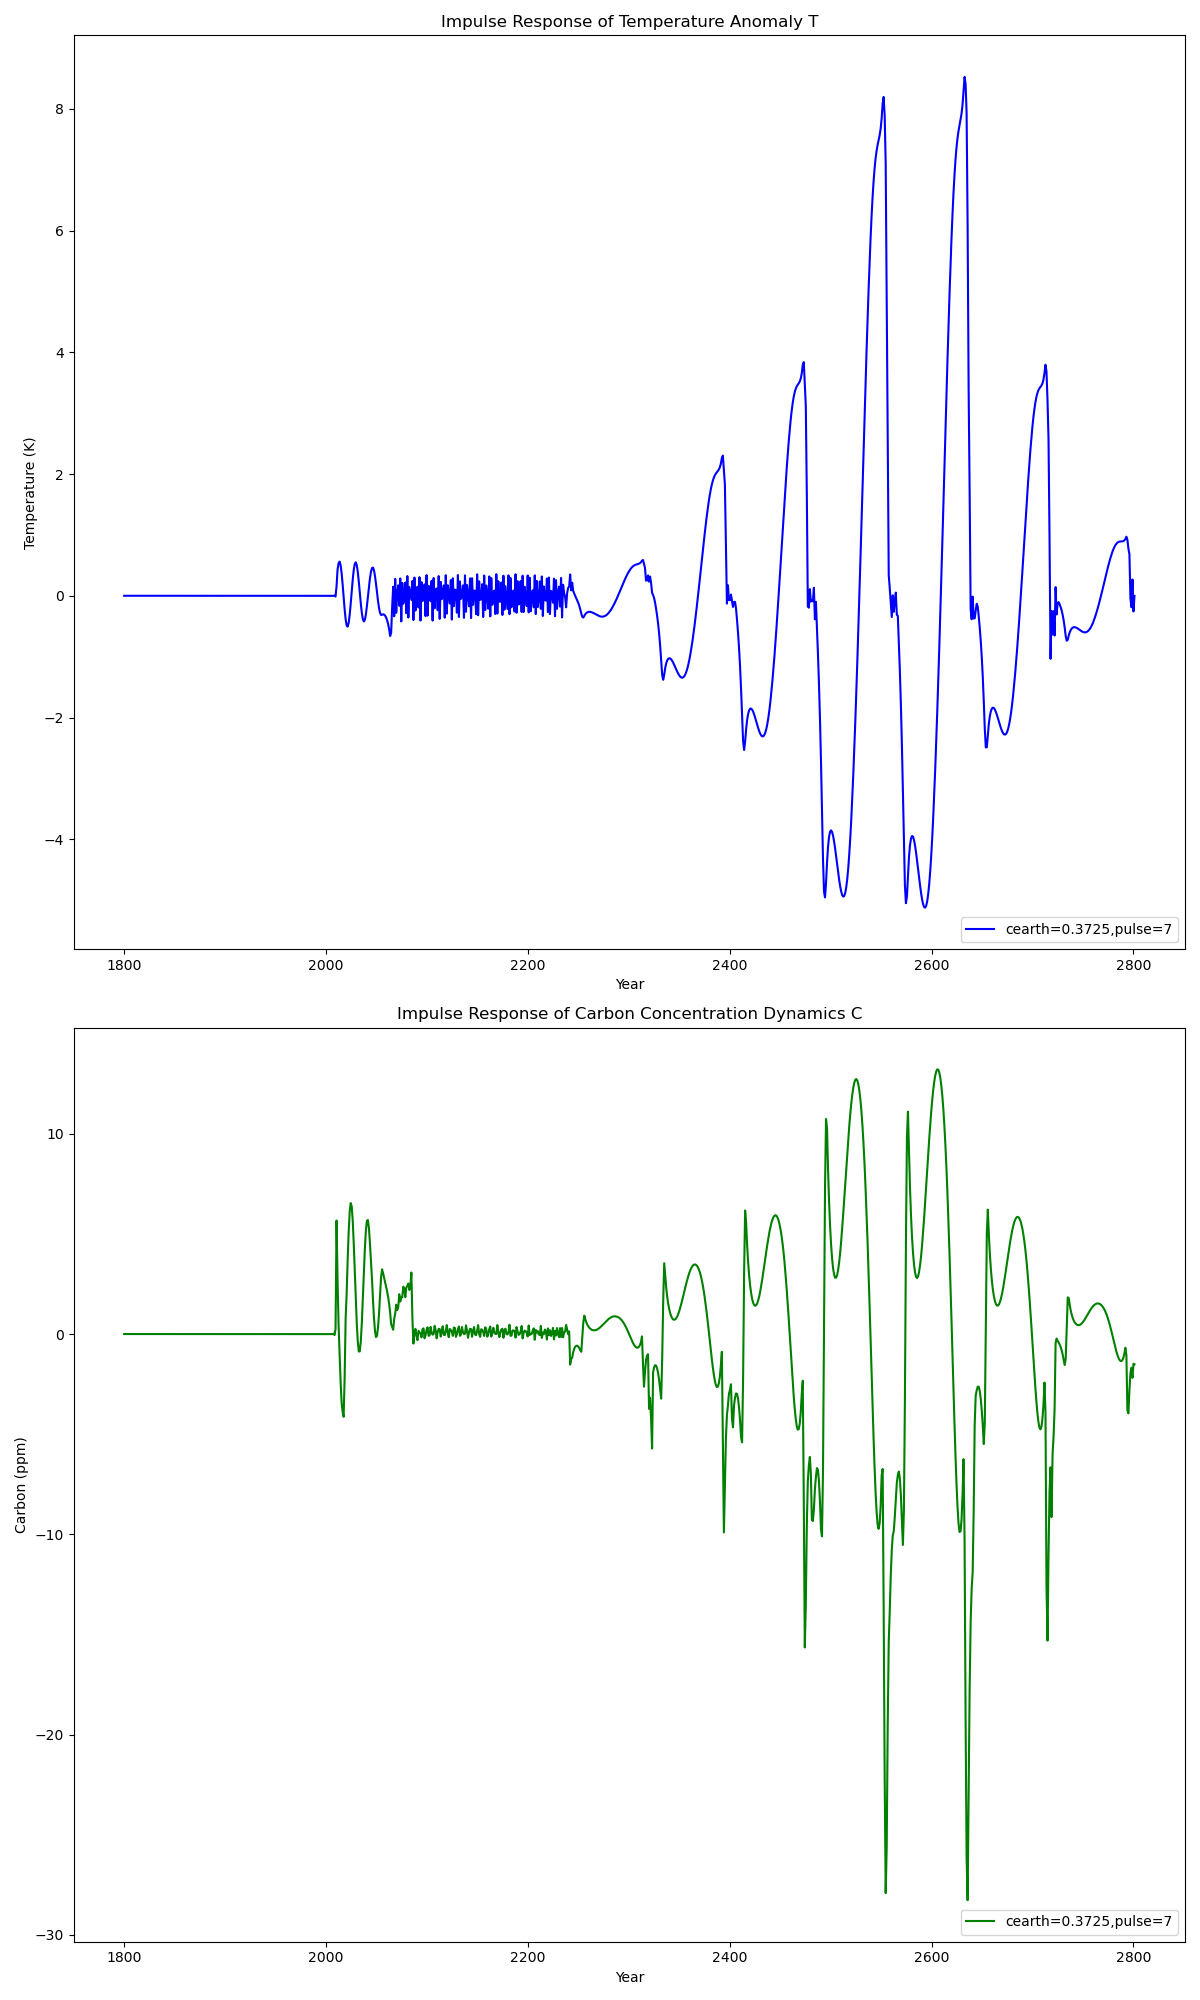 Impulse Response of Temperature Anomaly T
8
6
4
2
0
−2
−4
Temperature (K)
cearth=0.3725,pulse=7
1800 2000 2200 2400 2600 2800
Year
Impulse Response of Carbon Concentration Dynamics C
10
0
−10
−20
−30
Carbon (ppm)
cearth=0.3725,pulse=7
1800 2000 2200 2400 2600 2800
Year